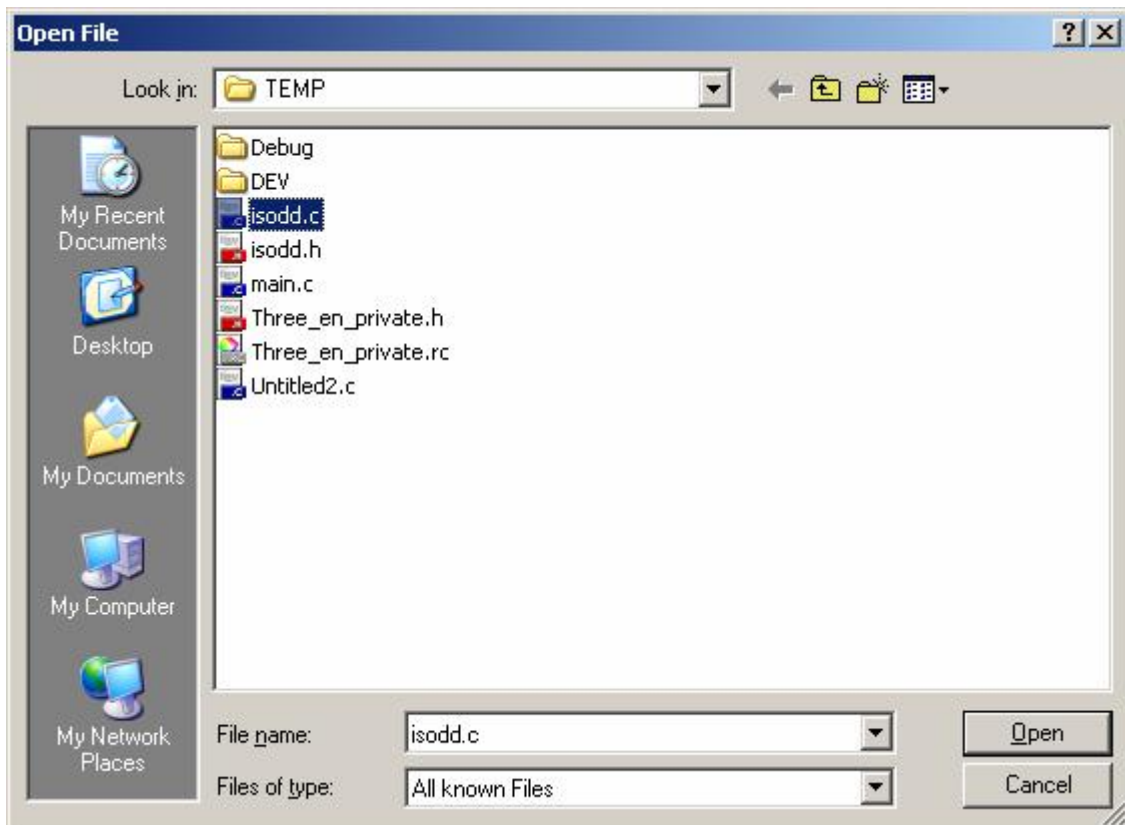 Open File
Look in:
TEMP
My Recent
Documents
Desktop
My Documents
My Computer
My Network
Places
Debug
DEV
isodd.c
isodd.h
main.c
Three_en_private.h
Three_en_private.rc
Untitled2.c
File name:
isodd.c
Open
Files of type:
All known Files
Cancel